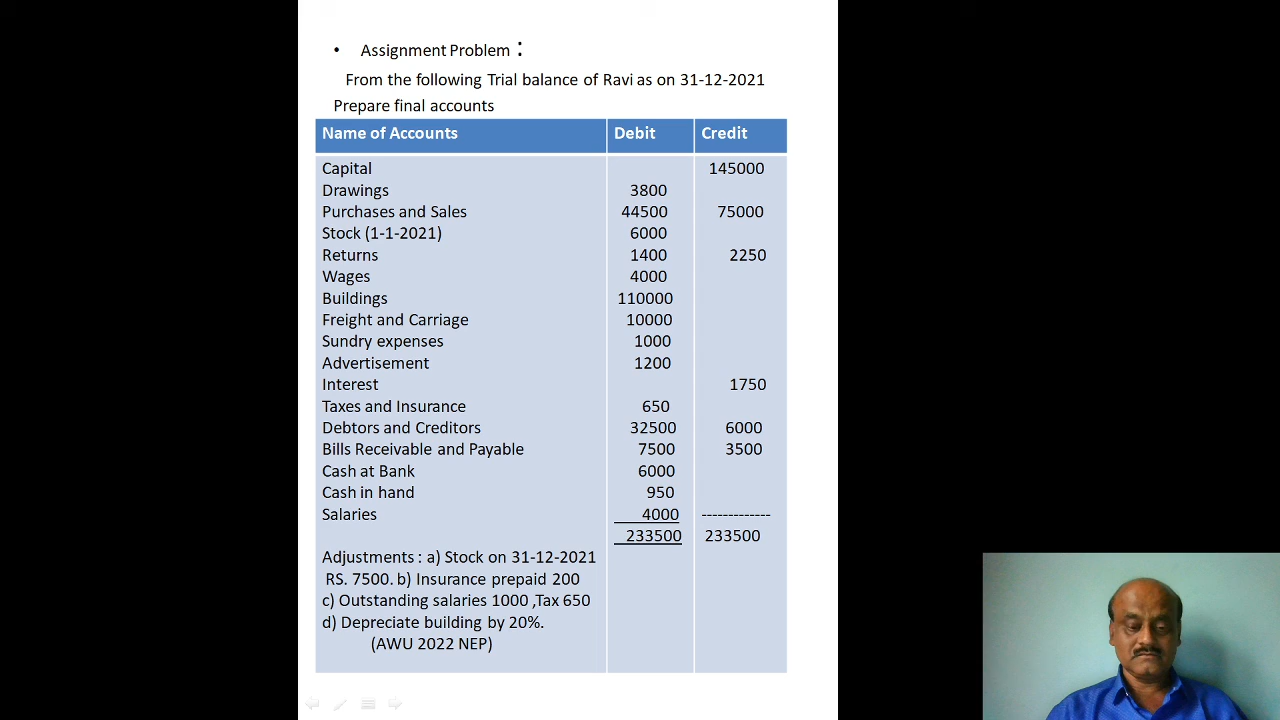 • Assignment Problem :
From the following Trial balance of Ravi as on 31-12-2021
Prepare final accounts
Name of Accounts Debit Credit
Capital 145000
Drawings 3800
Purchases and Sales 44500 75000
Stock (1-1-2021) 6000
Returns 1400 2250
Wages 4000
Buildings 110000
Freight and Carriage 10000
Sundry expenses 1000
Advertisement 1200
Interest 1750
Taxes and Insurance 650
Debtors and Creditors 32500 6000
Bills Receivable and Payable 7500 3500
Cash at Bank 6000
Cash in hand 950
Salaries 4000 -------------
233500 233500
Adjustments : a) Stock on 31-12-2021
RS. 7500. b) Insurance prepaid 200
c) Outstanding salaries 1000 ,Tax 650
d) Depreciate building by 20%.
(AWU 2022 NEP)